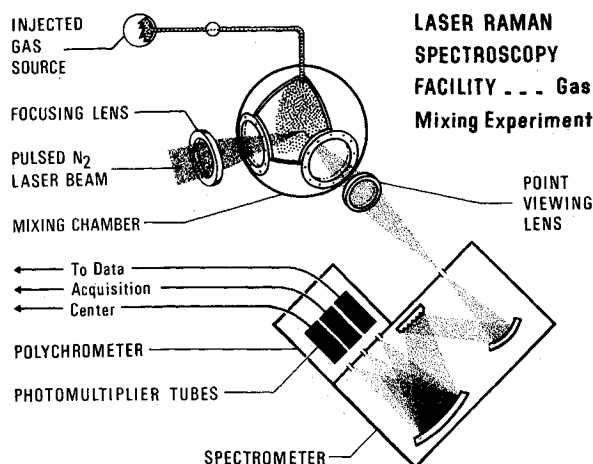 INJECTED
GAS
SOURCE
LASER RAMAN
SPECTROSCOPY
FACILITY _ _ _ Gas
Mixing Experiment
FOCUSING LENS
PULSED N2
LASER BEAM
MIXING CHAMBER
POINT
VIEWING
LENS
To Data
Acquisition
Center
POLYCHROMETER
PHOTOMULTIPLIER TUBES
SPECTROMETER